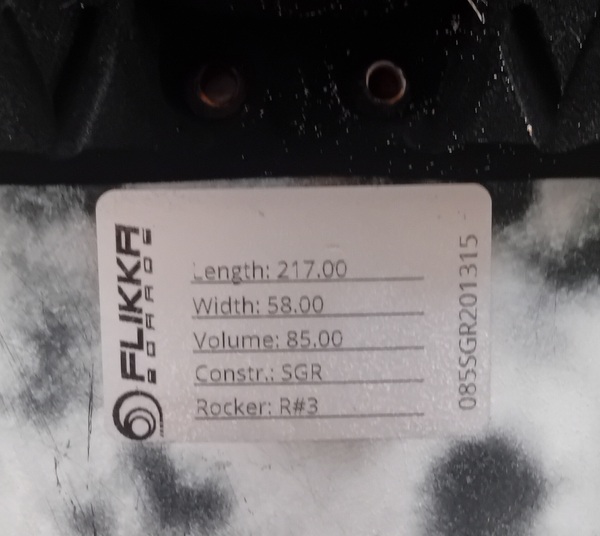 FLIKKA
BOARDS
Length: 217.00
Width: 58.00
Volume: 85.00
Constr.: SGR
Rocker: R#3
085SGR201315